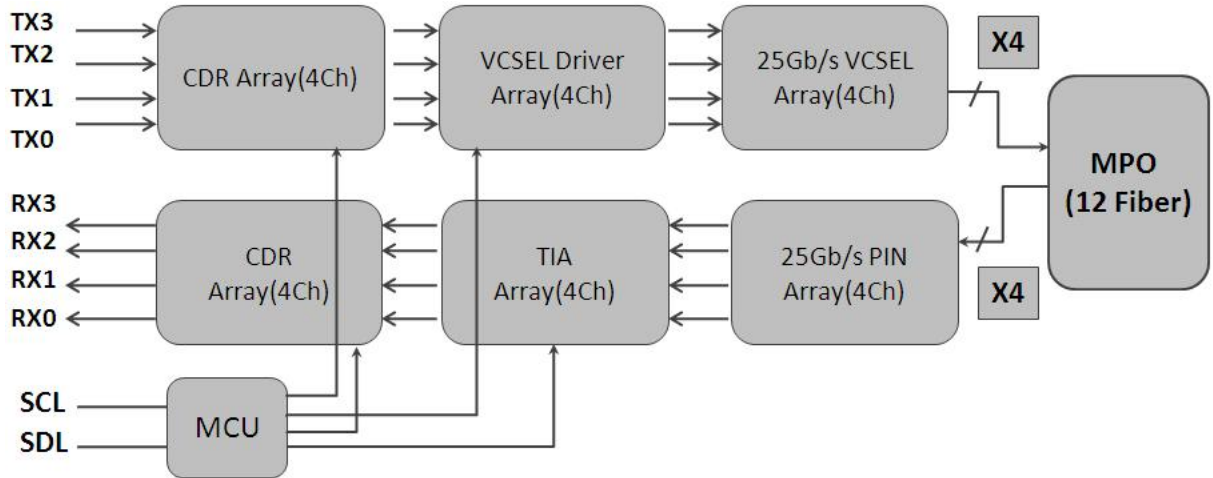 TX3
TX2
TX1
TX0
CDR Array(4Ch)
VCSEL Driver
Array(4Ch)
25Gb/s VCSEL
Array(4Ch)
X4
MPO
(12 Fiber)
RX3
RX2
RX1
RX0
CDR
Array(4Ch)
TIA
Array(4Ch)
25Gb/s PIN
Array(4Ch)
X4
SCL
SDL
MCU